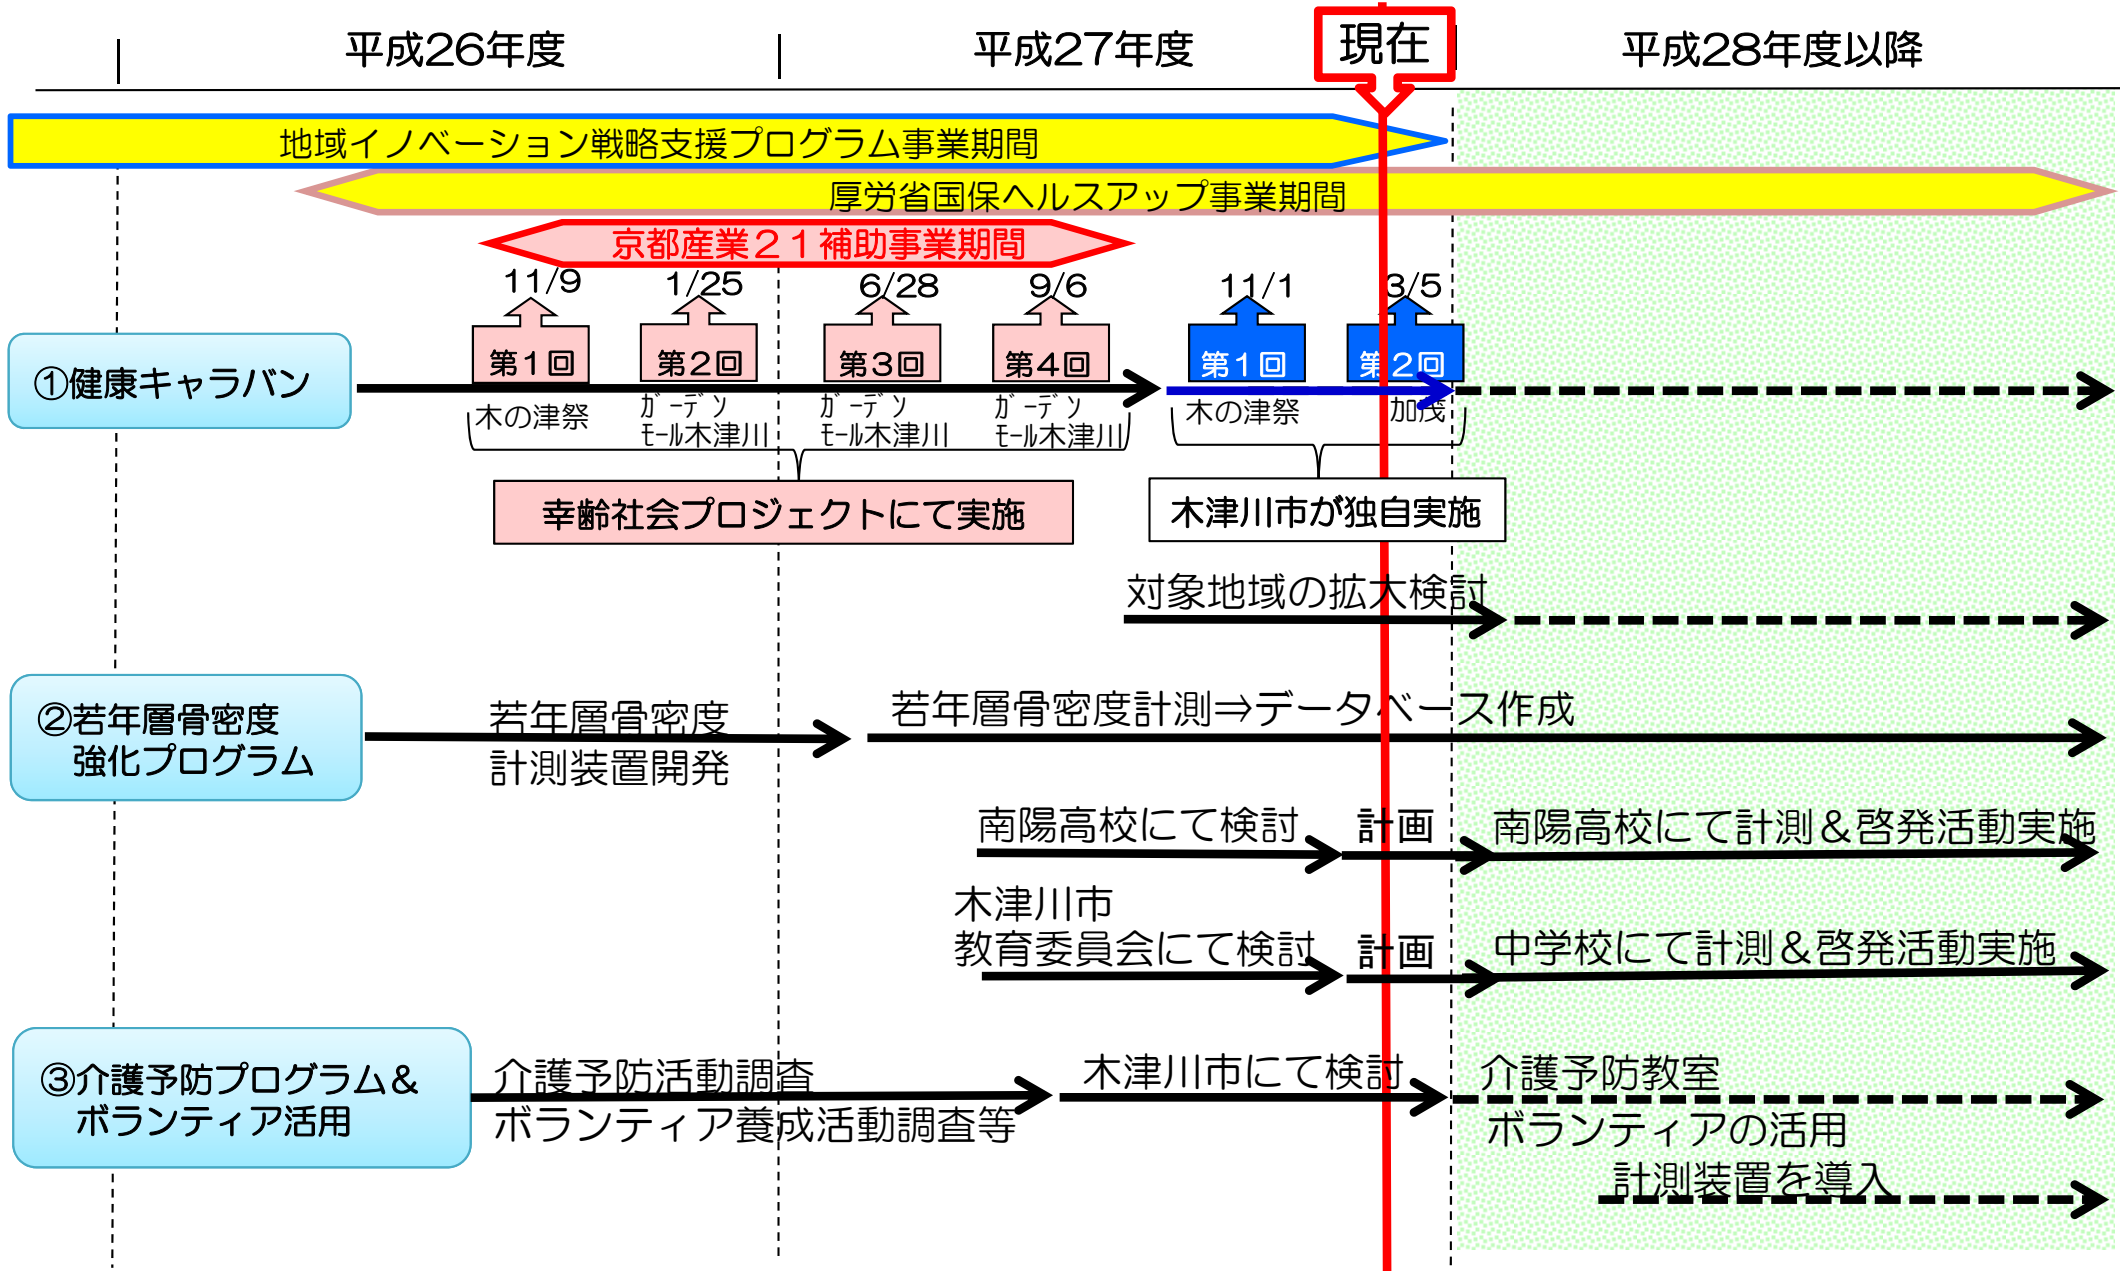 平成26年度
平成27年度
現在
平成28年度以降
地域イノベーション戦略支援プログラム事業期間
厚労省国保ヘルスアップ事業期間
京都産業２１補助事業期間
11/9
1/25
6/28
9/6
11/1
3/5
第１回
第２回
第３回
第４回
第１回
第２回
①健康キャラバン
木の津祭
ｶﾞｰﾃﾞﾝ
ﾓｰﾙ木津川
ｶﾞｰﾃﾞﾝ
ﾓｰﾙ木津川
ｶﾞｰﾃﾞﾝ
ﾓｰﾙ木津川
木の津祭
加茂
幸齢社会プロジェクトにて実施
木津川市が独自実施
対象地域の拡大検討
②若年層骨密度
強化プログラム
若年層骨密度
計測装置開発
若年層骨密度計測⇒データベース作成
南陽高校にて検討
計画
南陽高校にて計測＆啓発活動実施
木津川市
教育委員会にて検討
計画
中学校にて計測＆啓発活動実施
③介護予防プログラム＆
ボランティア活用
介護予防活動調査
ボランティア養成活動調査等
木津川市にて検討
介護予防教室
ボランティアの活用
計測装置を導入